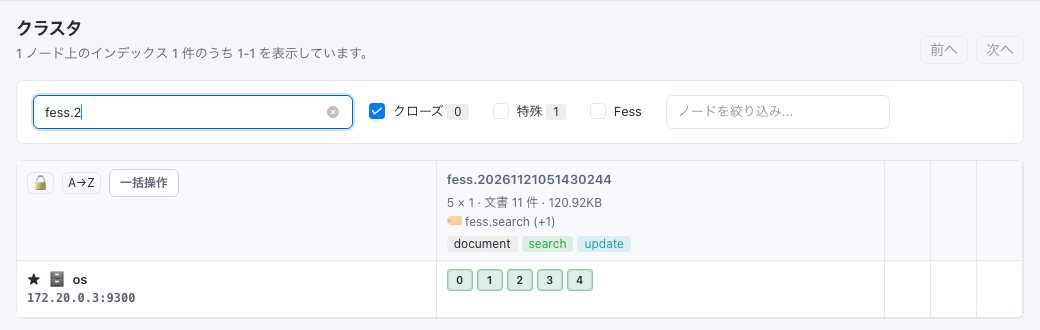 クラスタ
1 ノード上のインデックス 1 件のうち 1-1 を表示しています。
前へ 次へ
fess.2 クローズ 0 特殊 1 Fess ノードを絞り込み...
A→Z 一括操作
fess.20261121051430244
5 × 1 · 文書 11 件 · 120.92KB
fess.search (+1)
document search update
★ os
172.20.0.3:9300
0 1 2 3 4